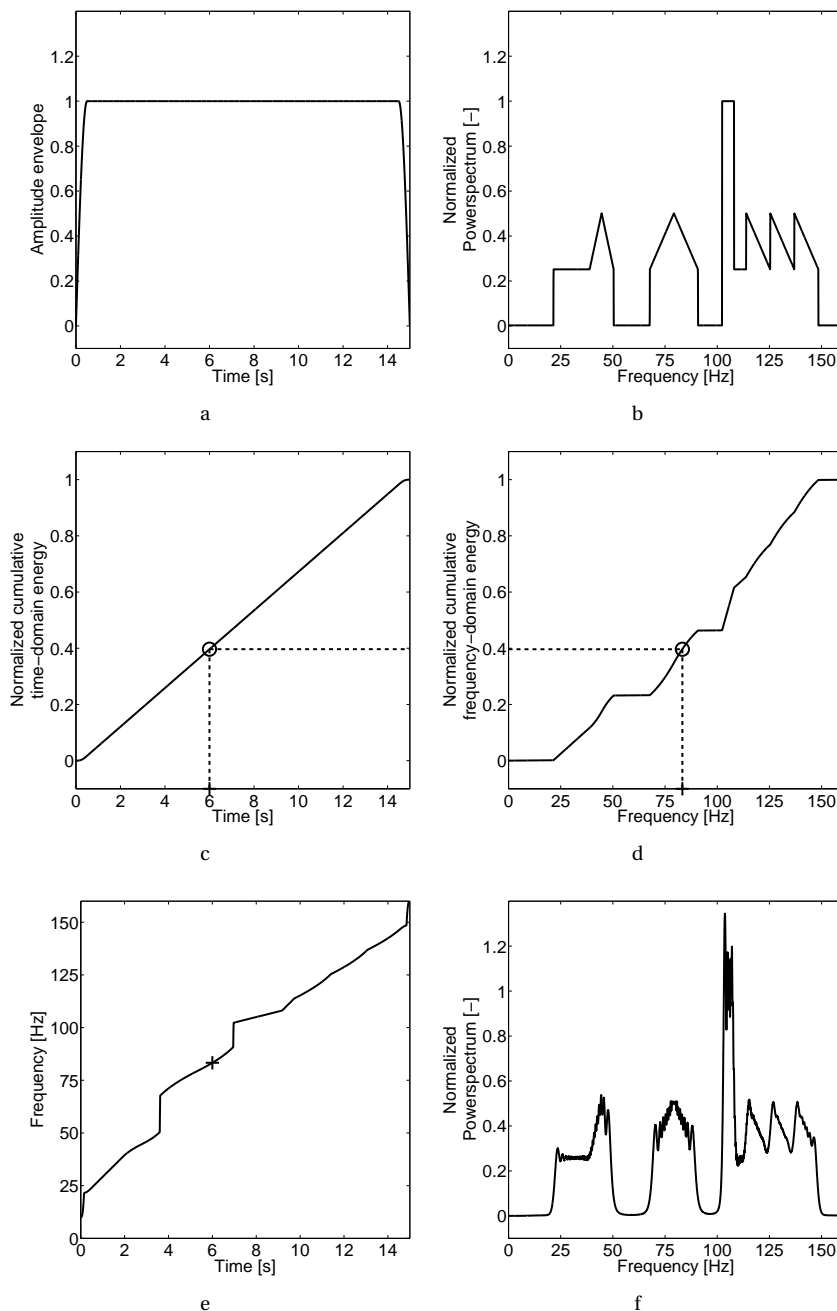 1.2
1
0.8
0.6
0.4
0.2
0
Amplitude envelope
0 2 4 6 8 10 12 14
Time [s]
a
1.2
1
0.8
0.6
0.4
0.2
0
Normalized
Powerspectrum [−]
0 25 50 75 100 125 150
Frequency [Hz]
b
1
0.8
0.6
0.4
0.2
0
Normalized cumulative
time−domain energy
0 2 4 6 8 10 12 14
Time [s]
c
1
0.8
0.6
0.4
0.2
0
Normalized cumulative
frequency−domain energy
0 25 50 75 100 125 150
Frequency [Hz]
d
150
125
100
75
50
25
0
Frequency [Hz]
0 2 4 6 8 10 12 14
Time [s]
e
1.2
1
0.8
0.6
0.4
0.2
0
Normalized
Powerspectrum [−]
0 25 50 75 100 125 150
Frequency [Hz]
f